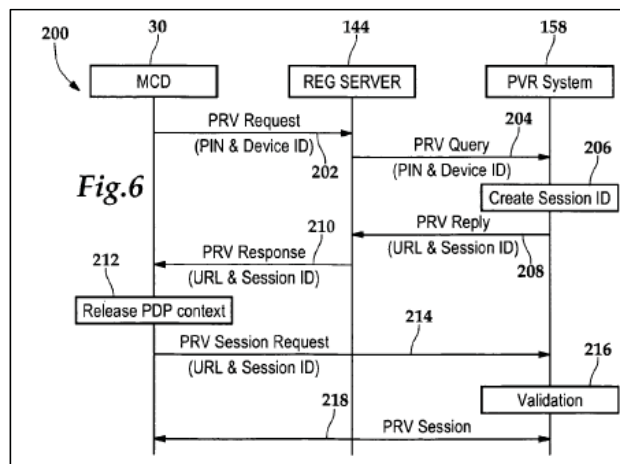 200
30
144
158
MCD
REG SERVER
PVR System
PRV Request
(PIN & Device ID)
202
PRV Query
204
(PIN & Device ID)
206
Fig.6
Create Session ID
PRV Reply
(URL & Session ID)
208
210
PRV Response
(URL & Session ID)
212
Release PDP context
PRV Session Request
214
(URL & Session ID)
216
Validation
218
PRV Session